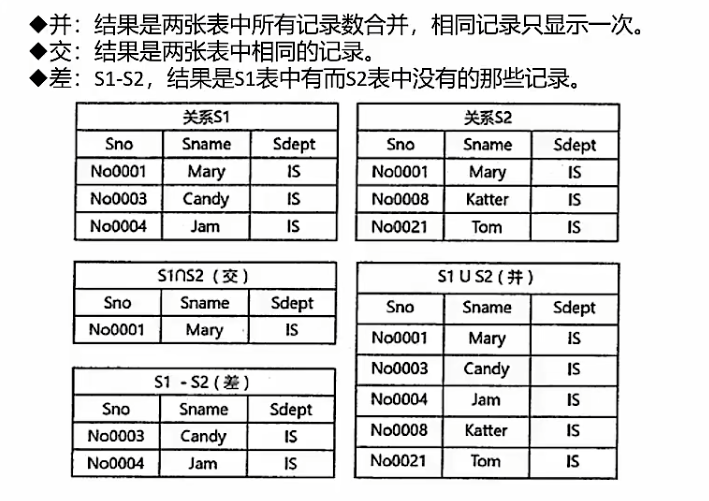 ◆并：结果是两张表中所有记录数合并，相同记录只显示一次。
◆交：结果是两张表中相同的记录。
◆差：S1-S2，结果是S1表中有而S2表中没有的那些记录。
关系S1
Sno Sname Sdept
No0001 Mary IS
No0003 Candy IS
No0004 Jam IS
关系S2
Sno Sname Sdept
No0001 Mary IS
No0008 Katter IS
No0021 Tom IS
S1∩S2（交）
Sno Sname Sdept
No0001 Mary IS
S1 - S2（差）
Sno Sname Sdept
No0003 Candy IS
No0004 Jam IS
S1 U S2（并）
Sno Sname Sdept
No0001 Mary IS
No0003 Candy IS
No0004 Jam IS
No0008 Katter IS
No0021 Tom IS